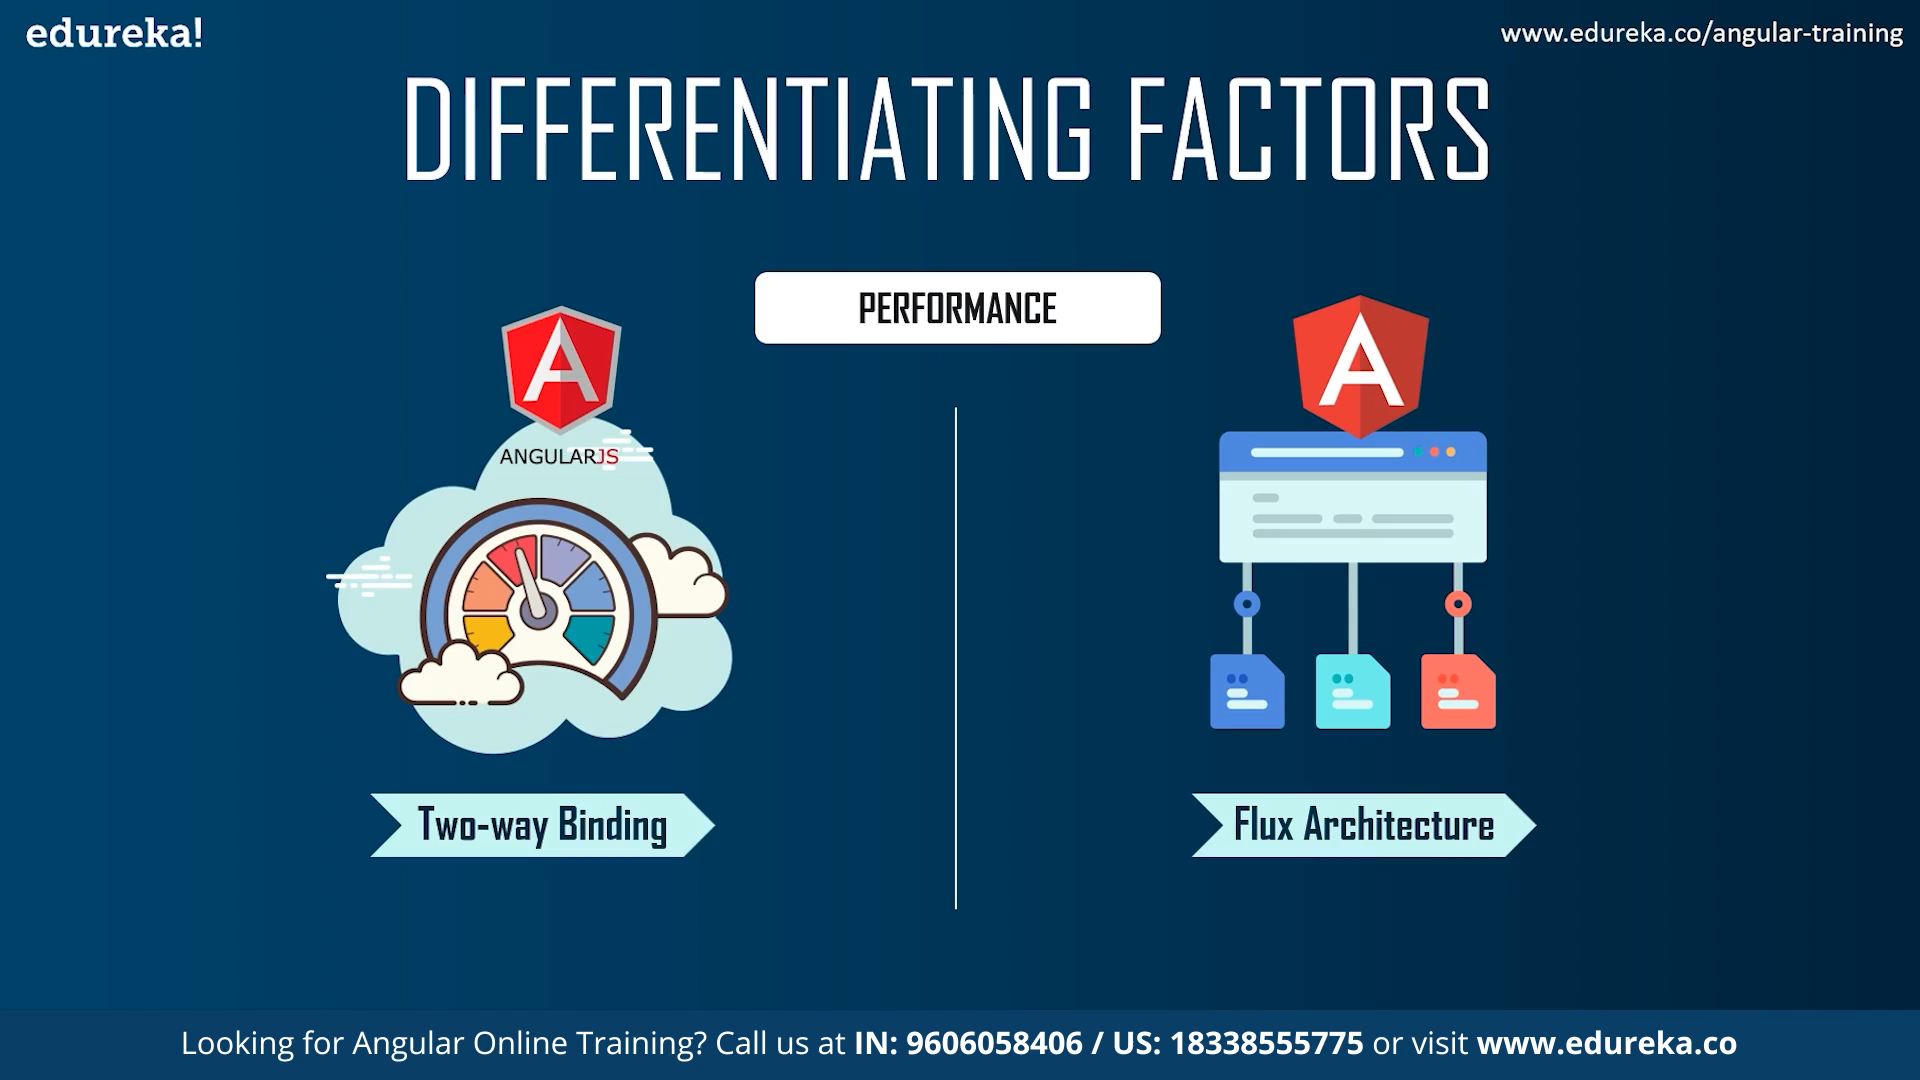 edureka!
www.edureka.co/angular-training
DIFFERENTIATING FACTORS
PERFORMANCE
ANGULARJS
Two-way Binding
Flux Architecture
Looking for Angular Online Training? Call us at IN: 9606058406 / US: 18338555775 or visit www.edureka.co